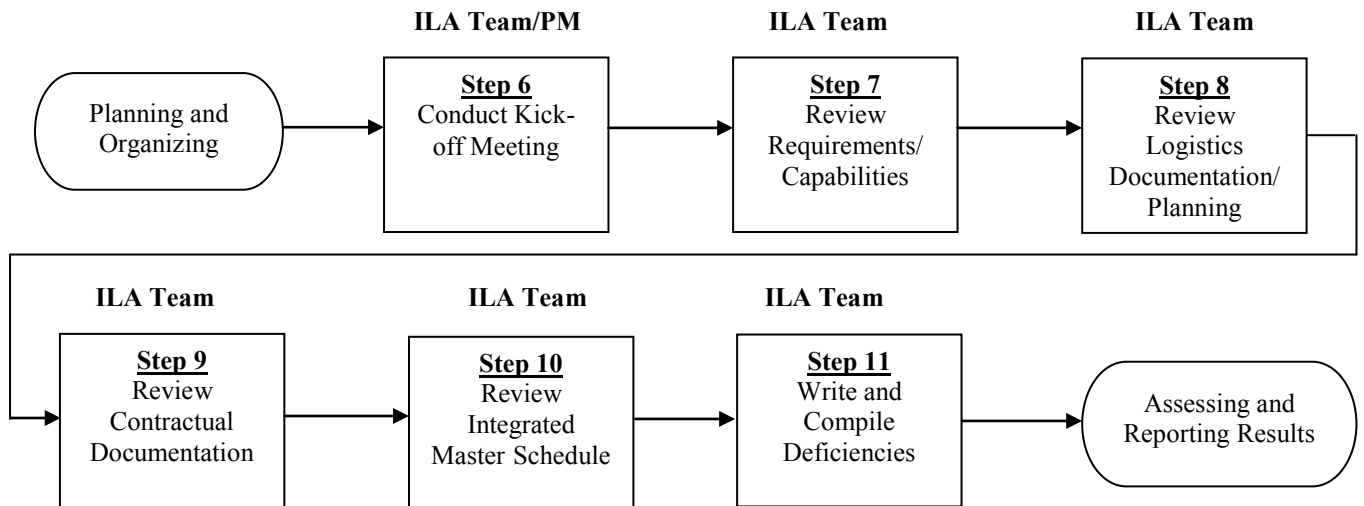 ILA Team/PM
ILA Team
ILA Team
Planning and
Organizing
Step 6
Conduct Kick-
off Meeting
Step 7
Review
Requirements/
Capabilities
Step 8
Review
Logistics
Documentation/
Planning
ILA Team
ILA Team
ILA Team
Step 9
Review
Contractual
Documentation
Step 10
Review
Integrated
Master Schedule
Step 11
Write and
Compile
Deficiencies
Assessing and
Reporting Results